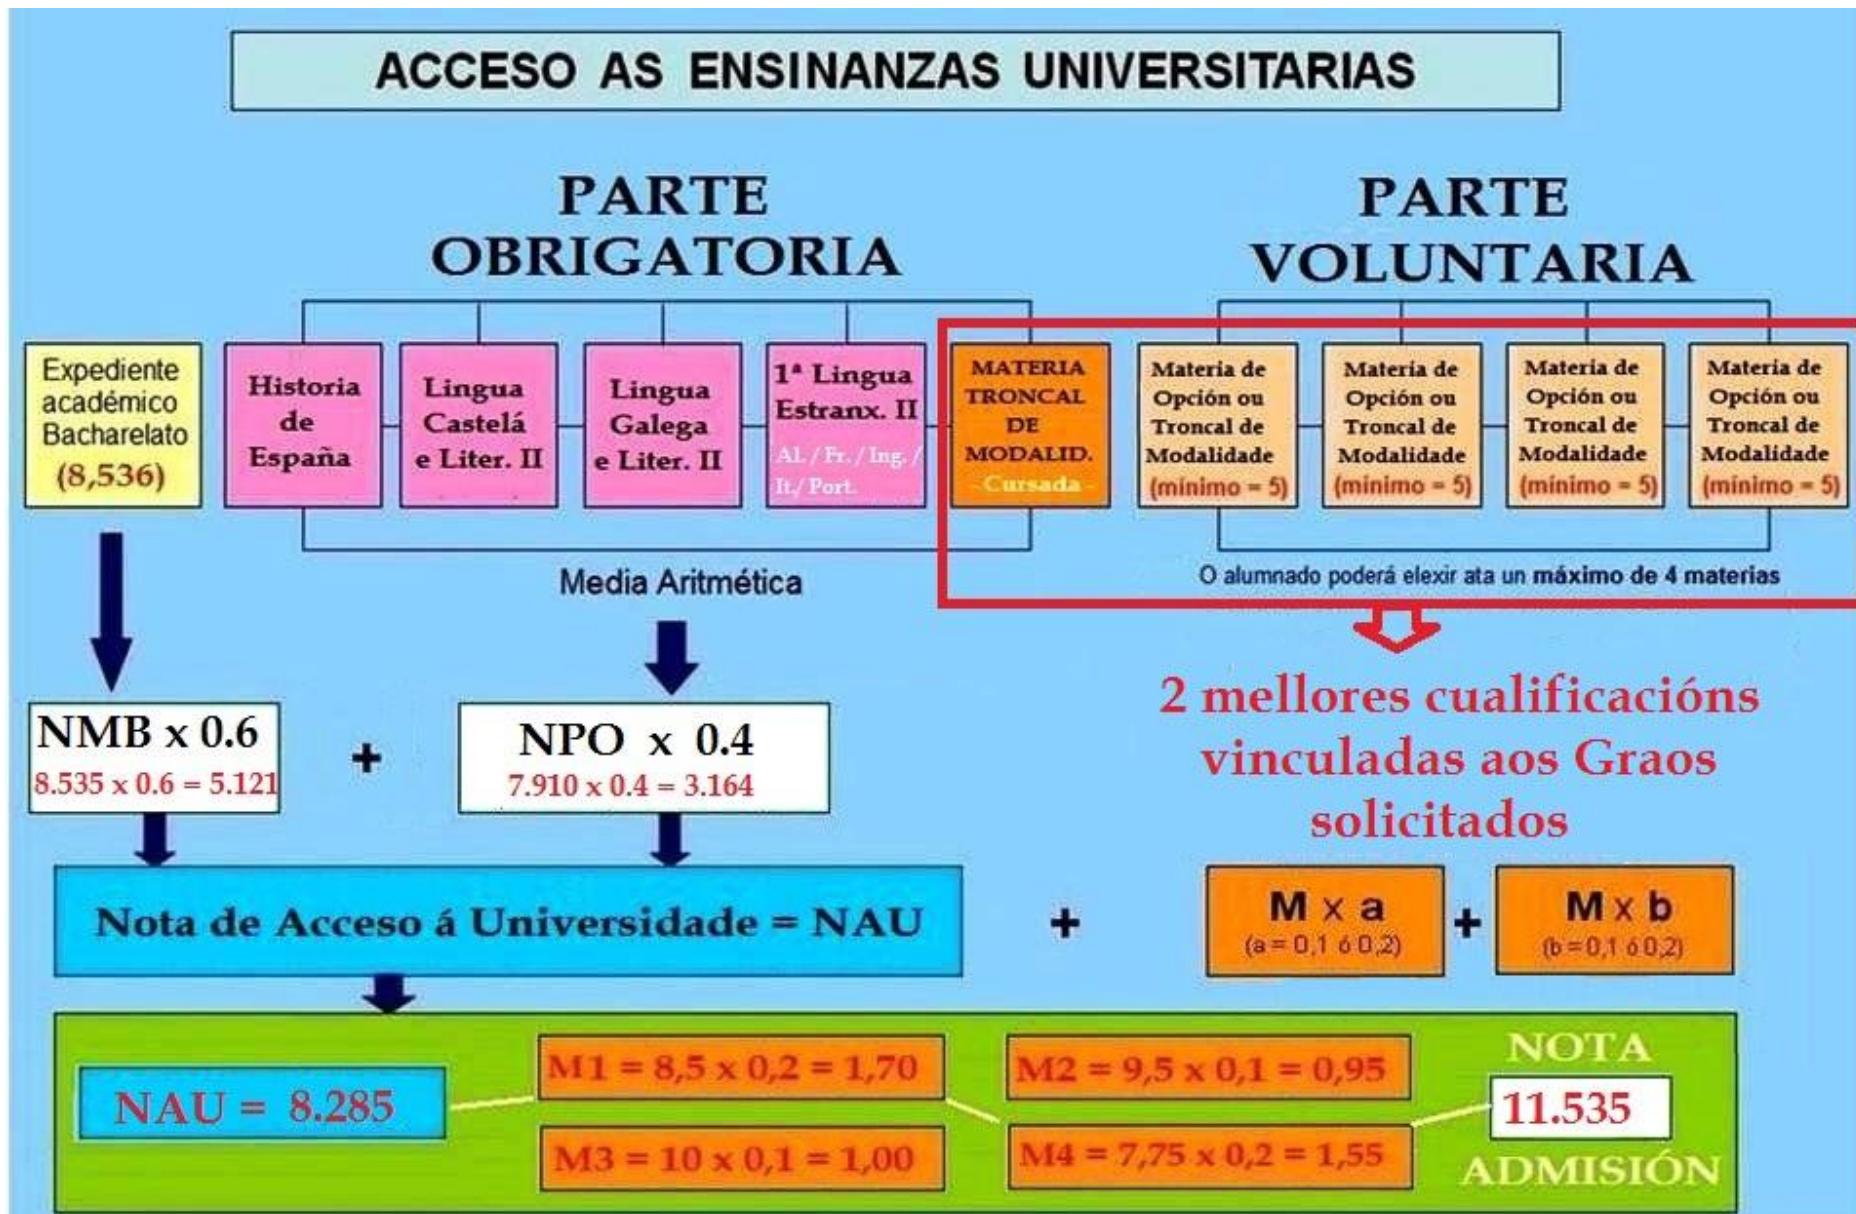 ACCESO AS ENSINANZAS UNIVERSITARIAS
PARTE
OBRIGATORIA
PARTE
VOLUNTARIA
Expediente
académico
Bacharelato
(8,536)
Historia
de
España
Lingua
Castelá
e Liter. II
Lingua
Galega
e Liter. II
1ª Lingua
Estranx. II
Al./ Fr. / Ing. /
It./ Port.
MATERIA
TRONCAL
DE
MODALID.
- Cursada -
Materia de
Opción ou
Troncal de
Modalidade
(mínimo = 5)
Materia de
Opción ou
Troncal de
Modalidade
(mínimo = 5)
Materia de
Opción ou
Troncal de
Modalidade
(mínimo = 5)
Materia de
Opción ou
Troncal de
Modalidade
(mínimo = 5)
Media Aritmética
O alumnado poderá elexir ata un máximo de 4 materias
NMB x 0.6
8.535 x 0.6 = 5.121
+
NPO x 0.4
7.910 x 0.4 = 3.164
2 mellores cualificacións
vinculadas aos Graos
solicitados
Nota de Acceso á Universidade = NAU
+
M x a
(a = 0,1 ó 0,2)
+
M x b
(b = 0,1 ó 0,2)
NAU = 8.285
M1 = 8,5 x 0,2 = 1,70
M2 = 9,5 x 0,1 = 0,95
M3 = 10 x 0,1 = 1,00
M4 = 7,75 x 0,2 = 1,55
NOTA
11.535
ADMISIÓN